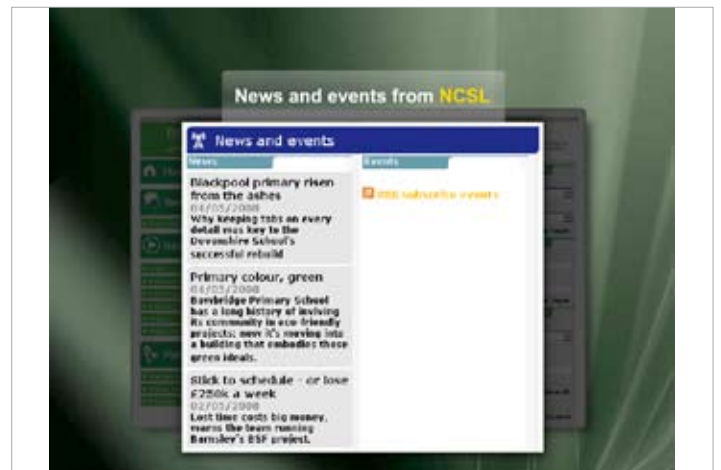 News and events from NCSL
News and events
News
Events
Blackpool primary risen
from the ashes
04/05/2008
Why keeping tabs on every
detail was key to the
Devonshire School's
successful rebuild
RSS subscribe events
Primary colour, green
04/05/2008
Bambridge Primary School
has a long history of inviving
its community in eco-friendly
projects; now it's moving into
a building that embodies those
green ideals.
Stick to schedule - or lose
£250k a week
02/05/2008
Lost time costs big money,
warns the team running
Barnsley's BSF project.